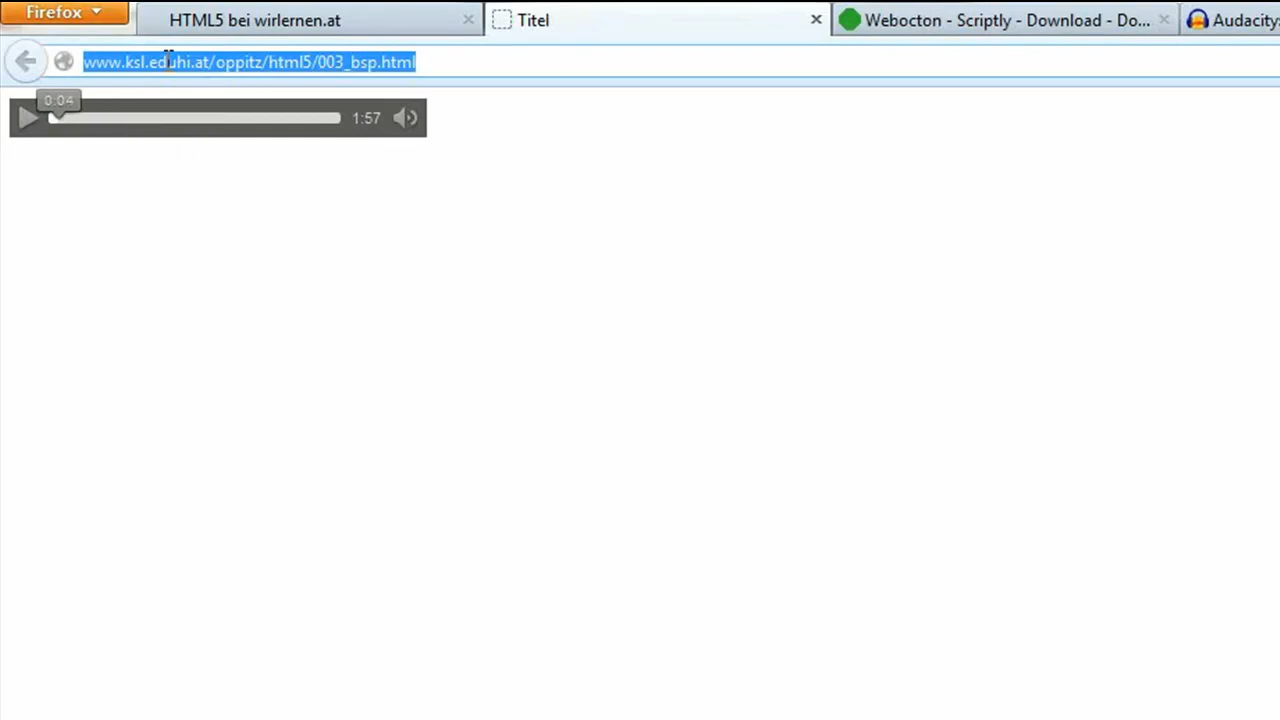 Firefox
HTML5 bei wirlernen.at
Titel
Webocton - Scriptly - Download - Do...
Audacity
www.ksl.eduhi.at/oppitz/html5/003_bsp.html
0:04
1:57